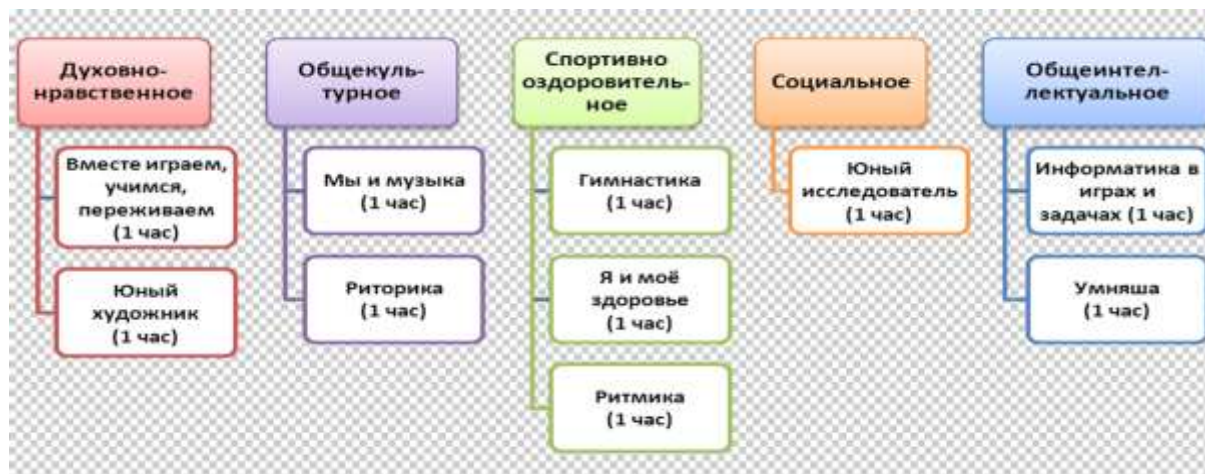 Духовно-
нравственное
Вместе играем,
учимся,
переживаем
(1 час)
Юный
художник
(1 час)
Общекуль-
турное
Мы и музыка
(1 час)
Риторика
(1 час)
Спортивно
оздоровитель-
ное
Гимнастика
(1 час)
Я и моё
здоровье
(1 час)
Ритмика
(1 час)
Социальное
Юный
исследователь
(1 час)
Общеинтел-
лектуальное
Информатика в
играх и
задачах (1 час)
Умняша
(1 час)